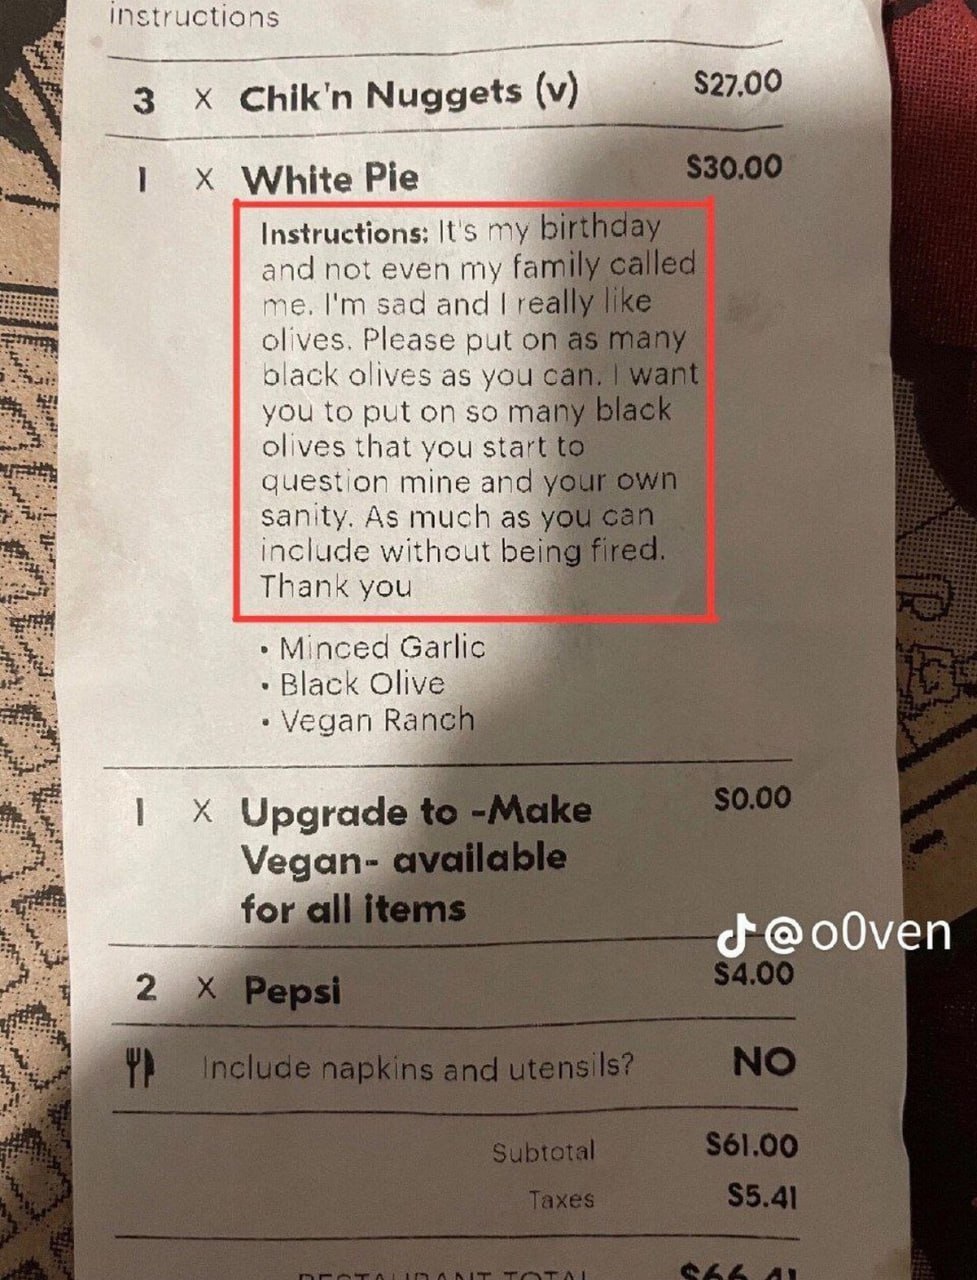 instructions
3 x Chik'n Nuggets (v) $27.00
1 x White Pie $30.00
Instructions: It's my birthday
and not even my family called
me. I'm sad and I really like
olives. Please put on as many
black olives as you can. I want
you to put on so many black
olives that you start to
question mine and your own
sanity. As much as you can
include without being fired.
Thank you
• Minced Garlic
• Black Olive
• Vegan Ranch
1 x Upgrade to -Make $0.00
Vegan- available
for all items
@o0ven
2 x Pepsi $4.00
Include napkins and utensils? NO
Subtotal $61.00
Taxes $5.41
RESTAURANT TOTAL $66.41